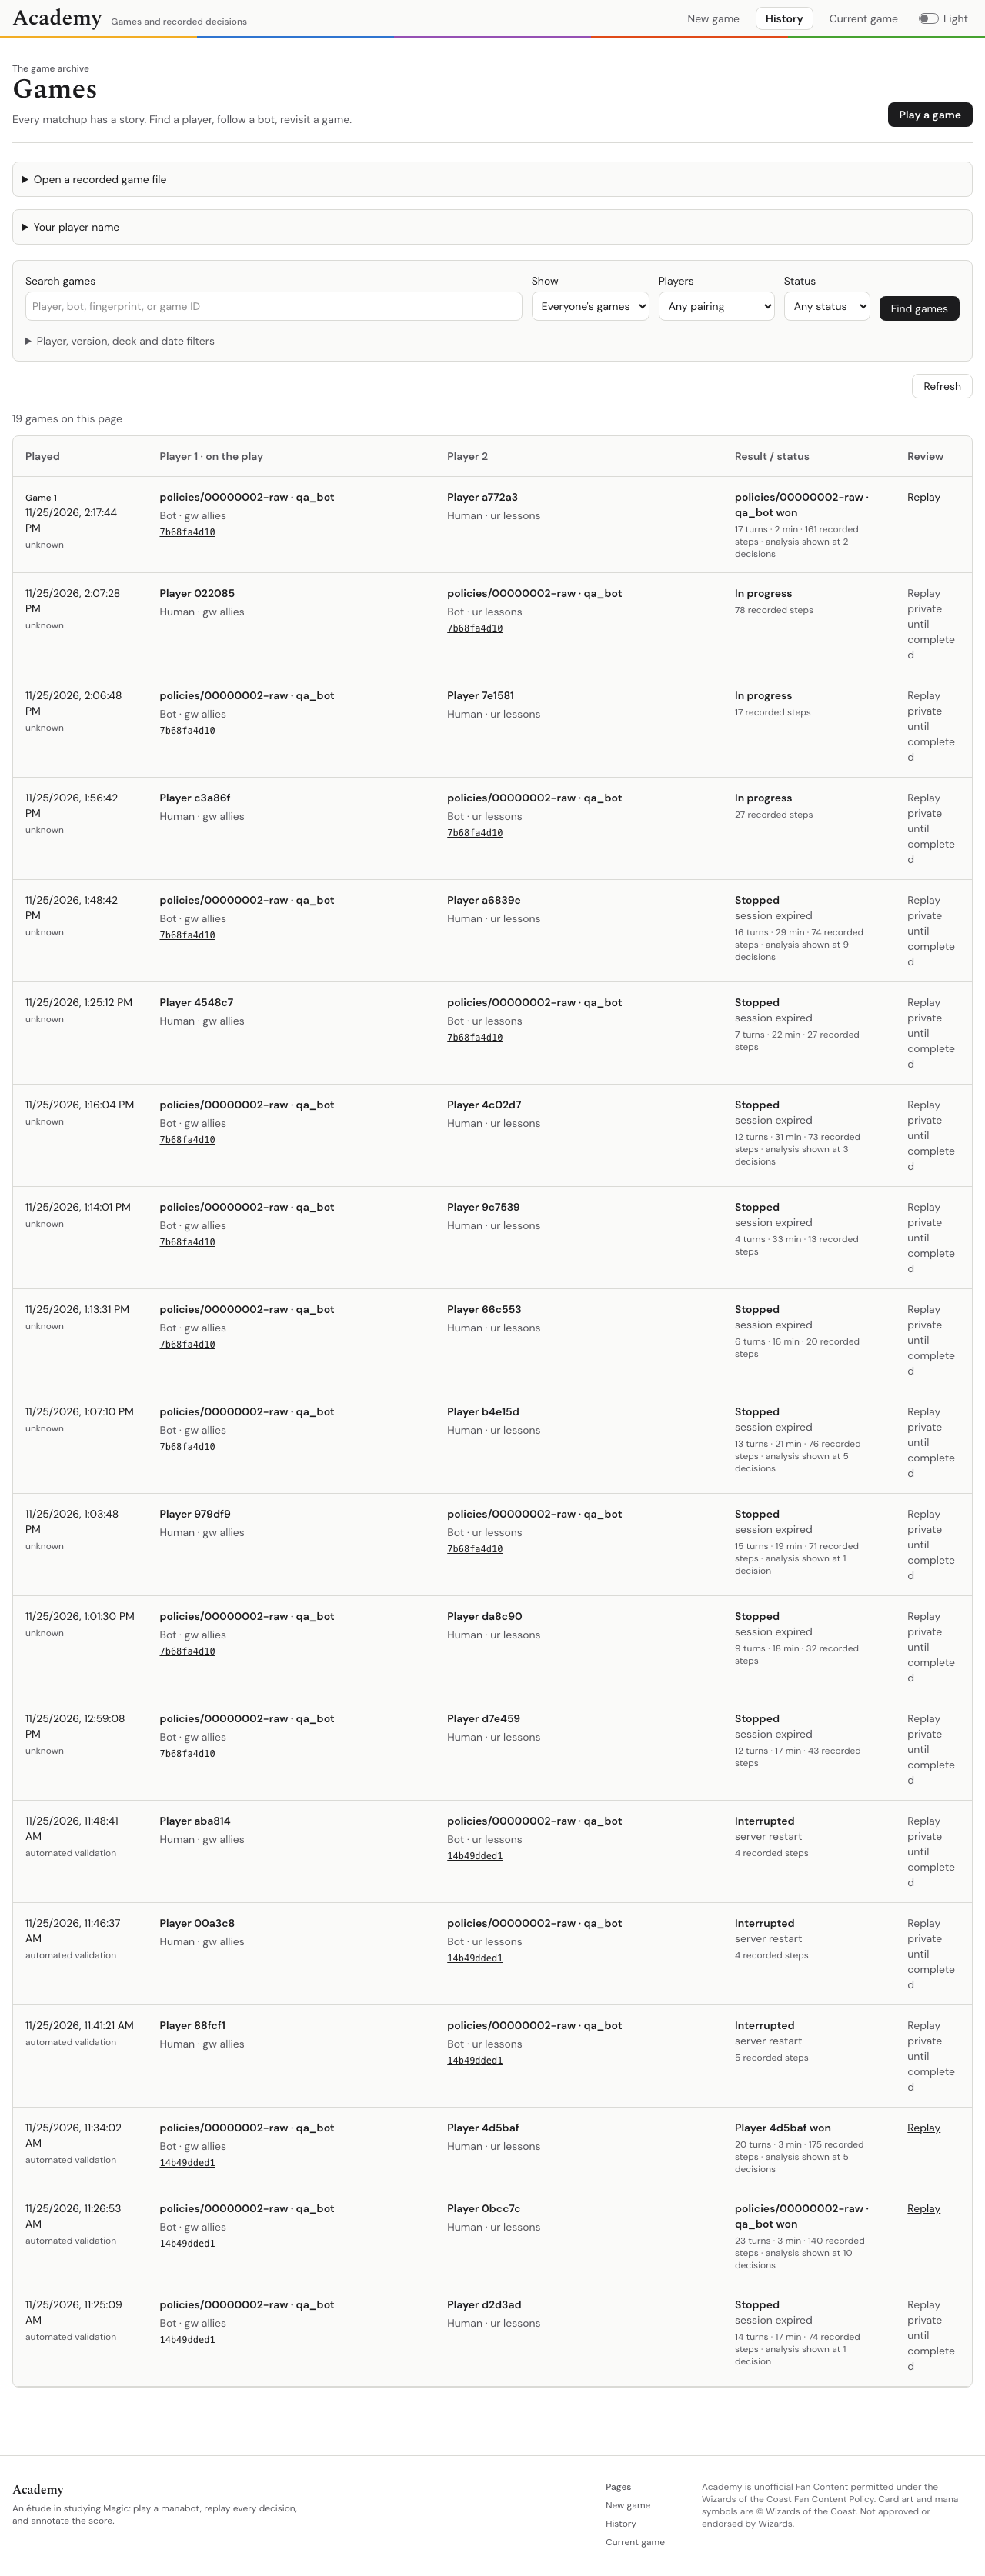 Academy Games and recorded decisions New game History Current game Light
The game archive
Games
Every matchup has a story. Find a player, follow a bot, revisit a game. Play a game
Open a recorded game file
Your player name
Search games Show Players Status
Player, bot, fingerprint, or game ID Everyone's games Any pairing Any status Find games
Player, version, deck and date filters
Refresh
19 games on this page
Played Player 1 · on the play Player 2 Result / status Review
Game 1
11/25/2026, 2:17:44
PM
unknown
policies/00000002-raw · qa_bot
Bot · gw allies
7b68fa4d10
Player a772a3
Human · ur lessons
policies/00000002-raw ·
qa_bot won
17 turns · 2 min · 161 recorded
steps · analysis shown at 2
decisions
Replay
11/25/2026, 2:07:28
PM
unknown
Player 022085
Human · gw allies
policies/00000002-raw · qa_bot
Bot · ur lessons
7b68fa4d10
In progress
78 recorded steps
Replay
private
until
complete
d
11/25/2026, 2:06:48
PM
unknown
policies/00000002-raw · qa_bot
Bot · gw allies
7b68fa4d10
Player 7e1581
Human · ur lessons
In progress
17 recorded steps
Replay
private
until
complete
d
11/25/2026, 1:56:42
PM
unknown
Player c3a86f
Human · gw allies
policies/00000002-raw · qa_bot
Bot · ur lessons
7b68fa4d10
In progress
27 recorded steps
Replay
private
until
complete
d
11/25/2026, 1:48:42
PM
unknown
policies/00000002-raw · qa_bot
Bot · gw allies
7b68fa4d10
Player a6839e
Human · ur lessons
Stopped
session expired
16 turns · 29 min · 74 recorded
steps · analysis shown at 9
decisions
Replay
private
until
complete
d
11/25/2026, 1:25:12 PM
unknown
Player 4548c7
Human · gw allies
policies/00000002-raw · qa_bot
Bot · ur lessons
7b68fa4d10
Stopped
session expired
7 turns · 22 min · 27 recorded
steps
Replay
private
until
complete
d
11/25/2026, 1:16:04 PM
unknown
policies/00000002-raw · qa_bot
Bot · gw allies
7b68fa4d10
Player 4c02d7
Human · ur lessons
Stopped
session expired
12 turns · 31 min · 73 recorded
steps · analysis shown at 3
decisions
Replay
private
until
complete
d
11/25/2026, 1:14:01 PM
unknown
policies/00000002-raw · qa_bot
Bot · gw allies
7b68fa4d10
Player 9c7539
Human · ur lessons
Stopped
session expired
4 turns · 33 min · 13 recorded
steps
Replay
private
until
complete
d
11/25/2026, 1:13:31 PM
unknown
policies/00000002-raw · qa_bot
Bot · gw allies
7b68fa4d10
Player 66c553
Human · ur lessons
Stopped
session expired
6 turns · 16 min · 20 recorded
steps
Replay
private
until
complete
d
11/25/2026, 1:07:10 PM
unknown
policies/00000002-raw · qa_bot
Bot · gw allies
7b68fa4d10
Player b4e15d
Human · ur lessons
Stopped
session expired
13 turns · 21 min · 76 recorded
steps · analysis shown at 5
decisions
Replay
private
until
complete
d
11/25/2026, 1:03:48
PM
unknown
Player 979df9
Human · gw allies
policies/00000002-raw · qa_bot
Bot · ur lessons
7b68fa4d10
Stopped
session expired
15 turns · 19 min · 71 recorded
steps · analysis shown at 1
decision
Replay
private
until
complete
d
11/25/2026, 1:01:30 PM
unknown
policies/00000002-raw · qa_bot
Bot · gw allies
7b68fa4d10
Player da8c90
Human · ur lessons
Stopped
session expired
9 turns · 18 min · 32 recorded
steps
Replay
private
until
complete
d
11/25/2026, 12:59:08
PM
unknown
policies/00000002-raw · qa_bot
Bot · gw allies
7b68fa4d10
Player d7e459
Human · ur lessons
Stopped
session expired
12 turns · 17 min · 43 recorded
steps
Replay
private
until
complete
d
11/25/2026, 11:48:41
AM
automated validation
Player aba814
Human · gw allies
policies/00000002-raw · qa_bot
Bot · ur lessons
14b49dded1
Interrupted
server restart
4 recorded steps
Replay
private
until
complete
d
11/25/2026, 11:46:37
AM
automated validation
Player 00a3c8
Human · gw allies
policies/00000002-raw · qa_bot
Bot · ur lessons
14b49dded1
Interrupted
server restart
4 recorded steps
Replay
private
until
complete
d
11/25/2026, 11:41:21 AM
automated validation
Player 88fcf1
Human · gw allies
policies/00000002-raw · qa_bot
Bot · ur lessons
14b49dded1
Interrupted
server restart
5 recorded steps
Replay
private
until
complete
d
11/25/2026, 11:34:02
AM
automated validation
policies/00000002-raw · qa_bot
Bot · gw allies
14b49dded1
Player 4d5baf
Human · ur lessons
Player 4d5baf won
20 turns · 3 min · 175 recorded
steps · analysis shown at 5
decisions
Replay
11/25/2026, 11:26:53
AM
automated validation
policies/00000002-raw · qa_bot
Bot · gw allies
14b49dded1
Player 0bcc7c
Human · ur lessons
policies/00000002-raw ·
qa_bot won
23 turns · 3 min · 140 recorded
steps · analysis shown at 10
decisions
Replay
11/25/2026, 11:25:09
AM
automated validation
policies/00000002-raw · qa_bot
Bot · gw allies
14b49dded1
Player d2d3ad
Human · ur lessons
Stopped
session expired
14 turns · 17 min · 74 recorded
steps · analysis shown at 1
decision
Replay
private
until
complete
d
Academy
An étude in studying Magic: play a manabot, replay every decision,
and annotate the score.
Pages
New game
History
Current game
Academy is unofficial Fan Content permitted under the
Wizards of the Coast Fan Content Policy. Card art and mana
symbols are © Wizards of the Coast. Not approved or
endorsed by Wizards.